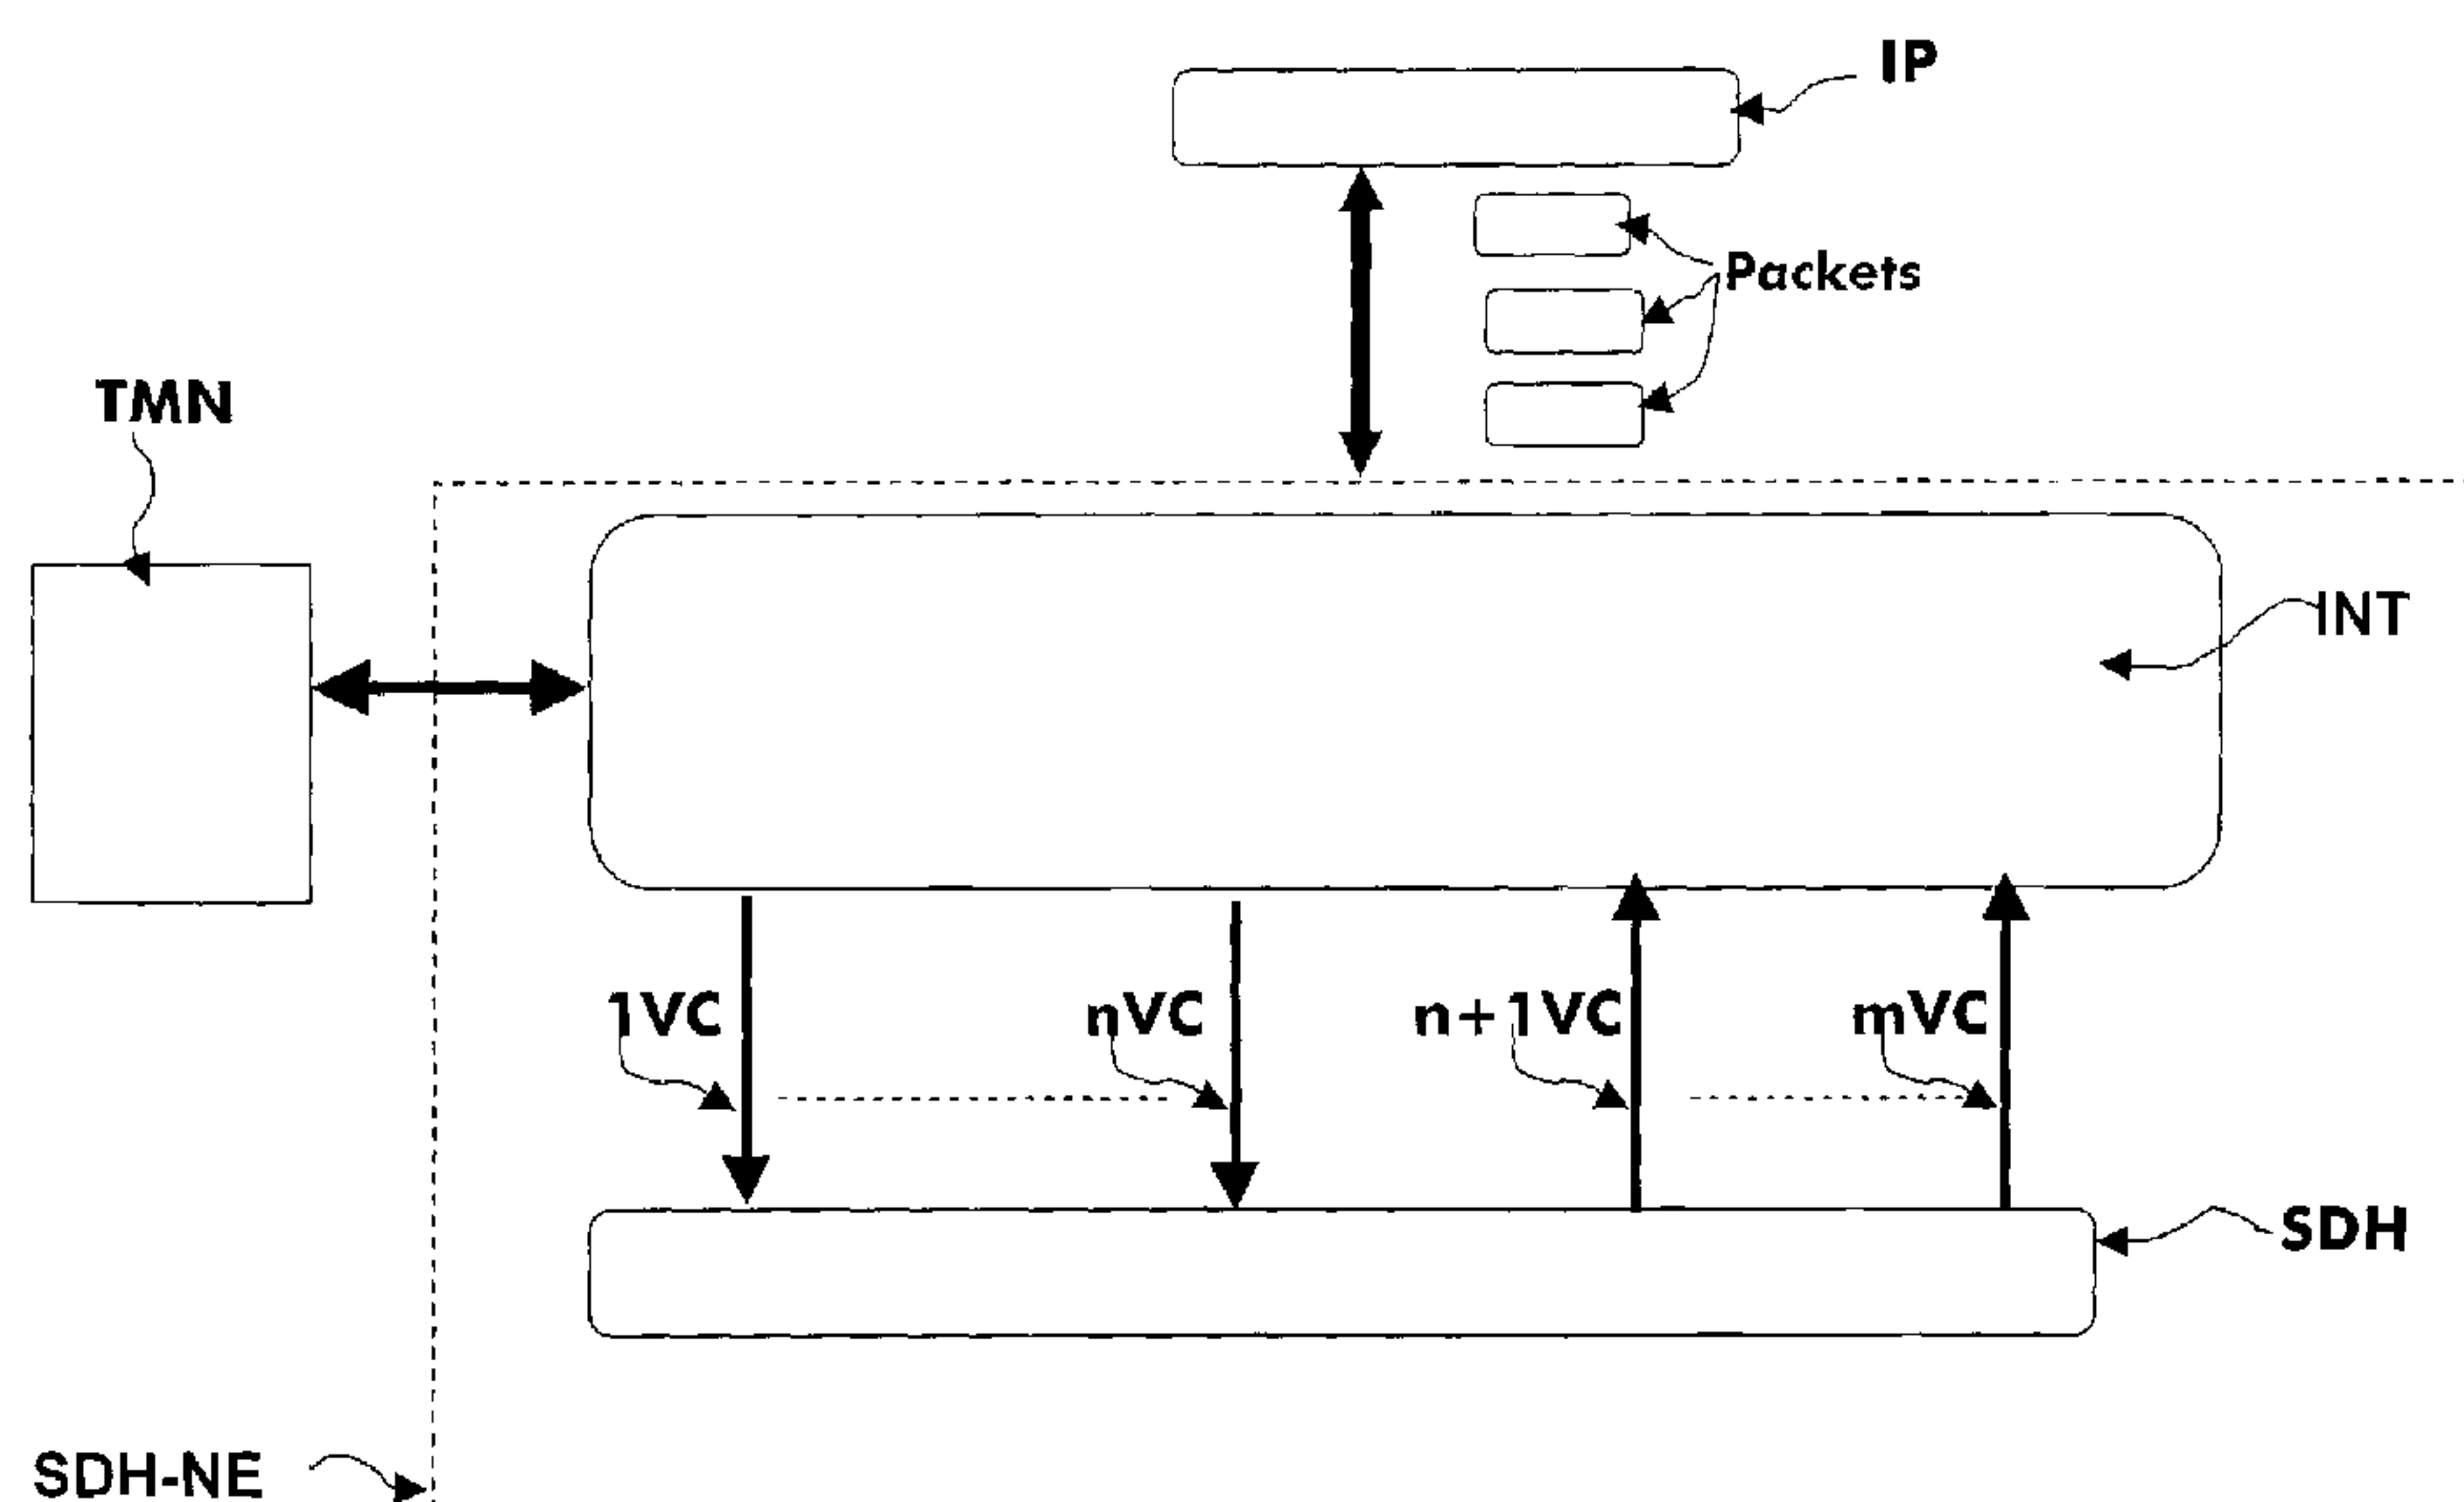 IP
Packets
TMN
INT
1VC
nVC
n+1VC
mVC
SDH
SDH-NE